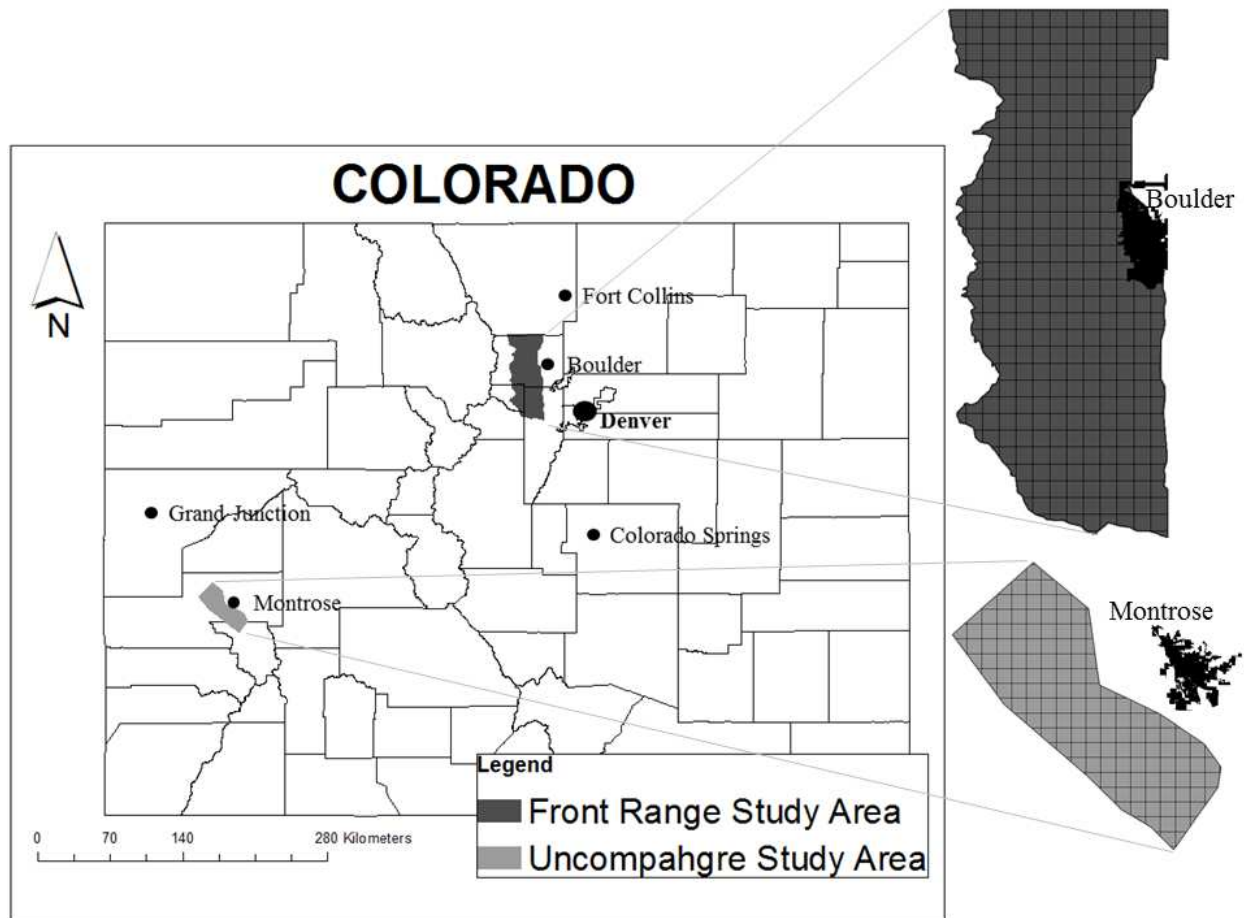 COLORADO
N
Fort Collins
Boulder
Denver
Grand Junction
Colorado Springs
Montrose
Boulder
Montrose
Legend
Front Range Study Area
Uncompahgre Study Area
0 70 140 280 Kilometers